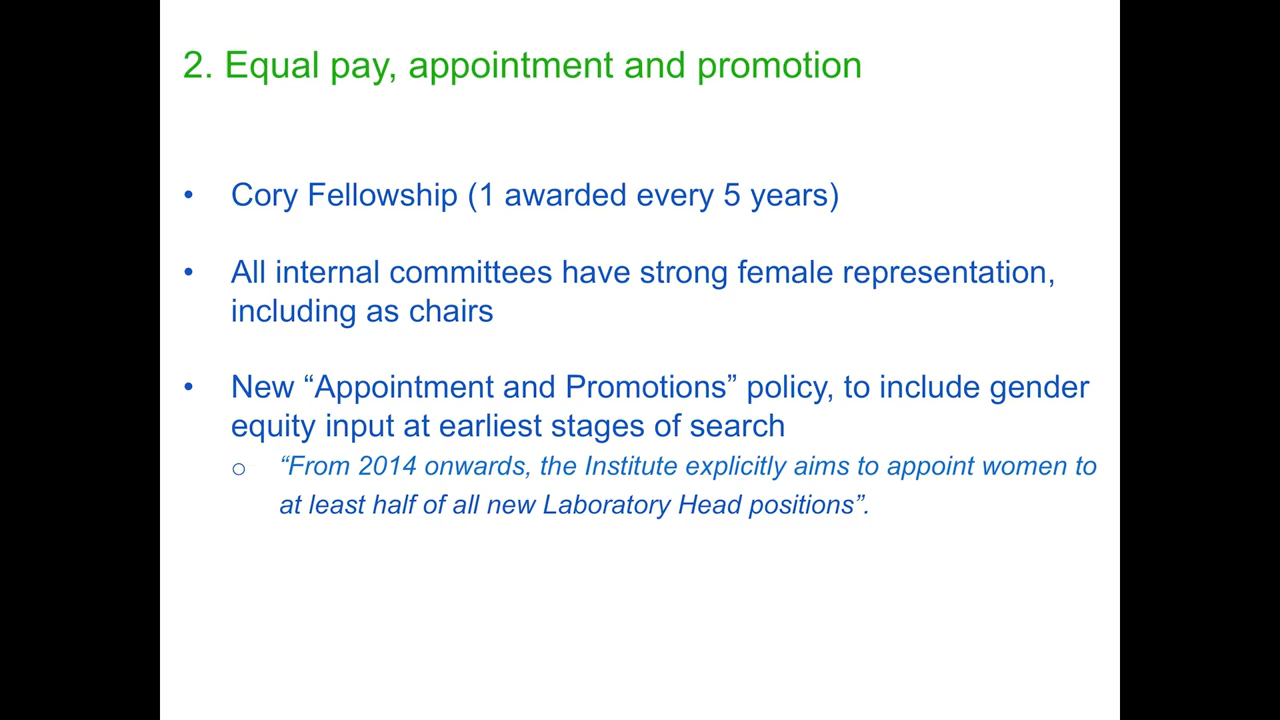 2. Equal pay, appointment and promotion
• Cory Fellowship (1 awarded every 5 years)
• All internal committees have strong female representation,
including as chairs
• New “Appointment and Promotions” policy, to include gender
equity input at earliest stages of search
o “From 2014 onwards, the Institute explicitly aims to appoint women to
at least half of all new Laboratory Head positions”.